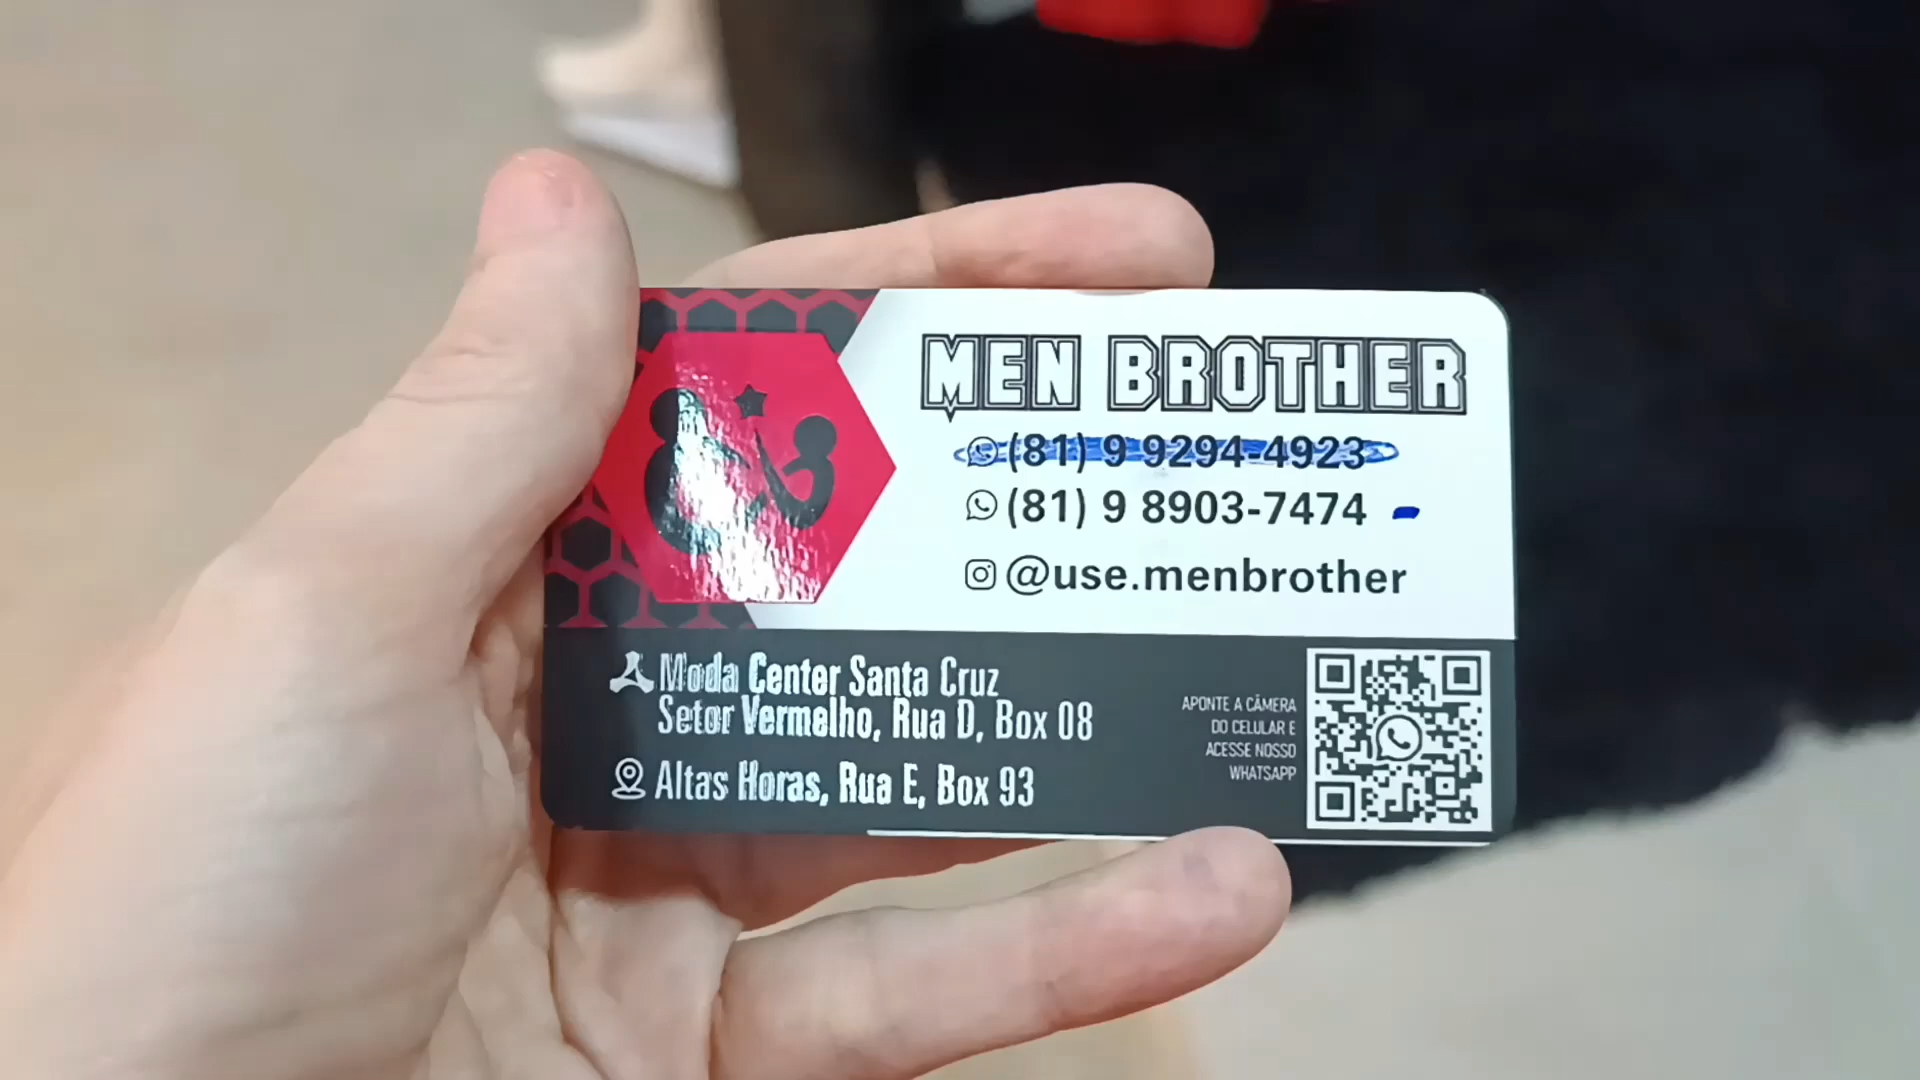 MEN BROTHER
(81) 9 9294-4923
(81) 9 8903-7474
@use.menbrother
Moda Center Santa Cruz
Setor Vermelho, Rua D, Box 08
Altas Horas, Rua E, Box 93
APONTE A CÂMERA
DO CELULAR E
ACESSE NOSSO
WHATSAPP